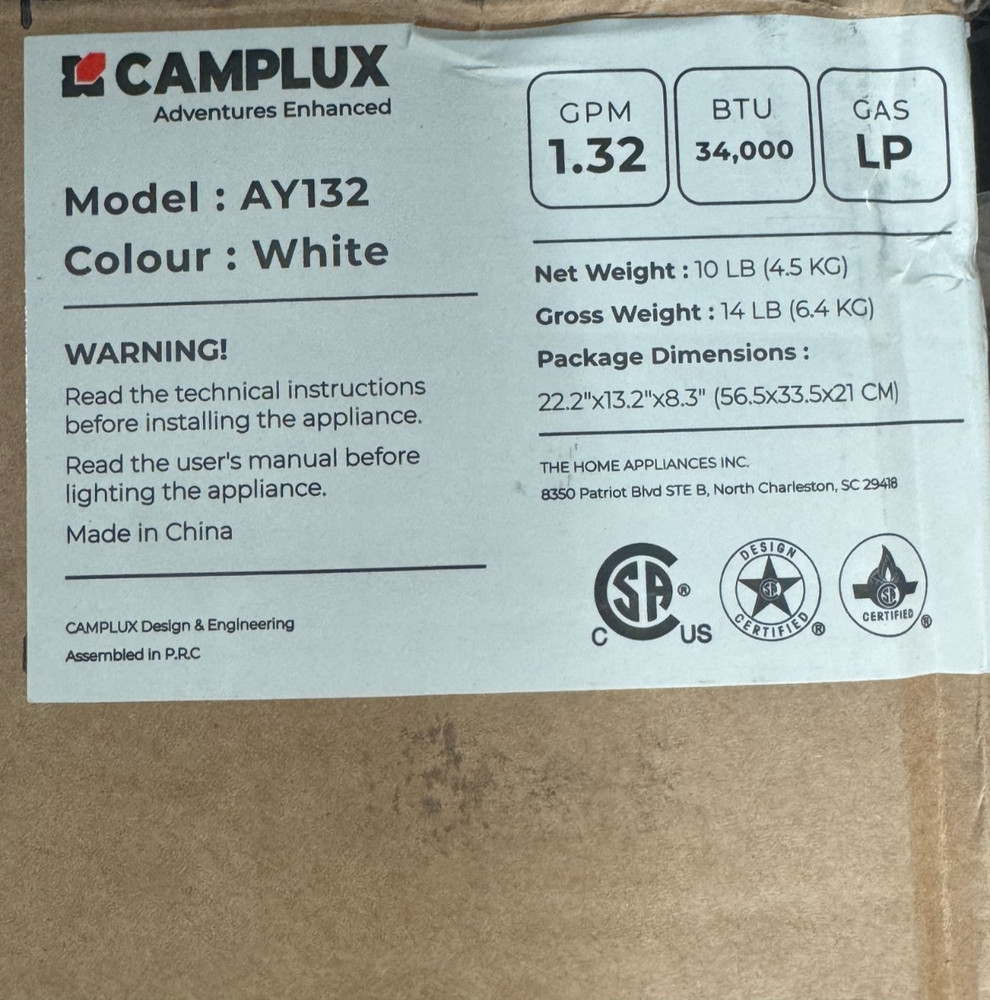 CAMPLUX
Adventures Enhanced
Model : AY132
Colour : White
WARNING!
Read the technical instructions
before installing the appliance.
Read the user's manual before
lighting the appliance.
Made in China
CAMPLUX Design & Engineering
Assembled in P.R.C
GPM
1.32
BTU
34,000
GAS
LP
Net Weight : 10 LB (4.5 KG)
Gross Weight : 14 LB (6.4 KG)
Package Dimensions :
22.2"x13.2"x8.3" (56.5x33.5x21 CM)
THE HOME APPLIANCES INC.
8350 Patriot Blvd STE B, North Charleston, SC 29418
C SA ® US
DESIGN
SA
CERTIFIED ®
SA
CERTIFIED ®